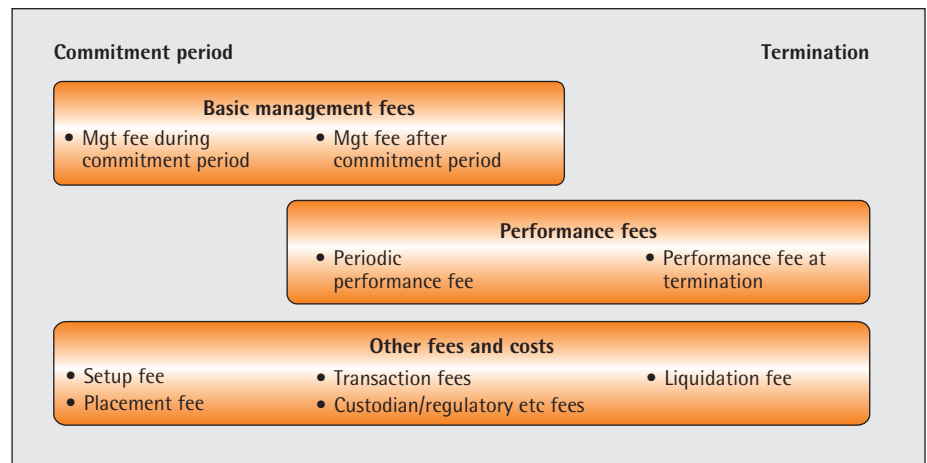 Commitment period
Termination
Basic management fees
• Mgt fee during
commitment period
• Mgt fee after
commitment period
Performance fees
• Periodic
performance fee
• Performance fee at
termination
Other fees and costs
• Setup fee
• Placement fee
• Transaction fees
• Custodian/regulatory etc fees
• Liquidation fee